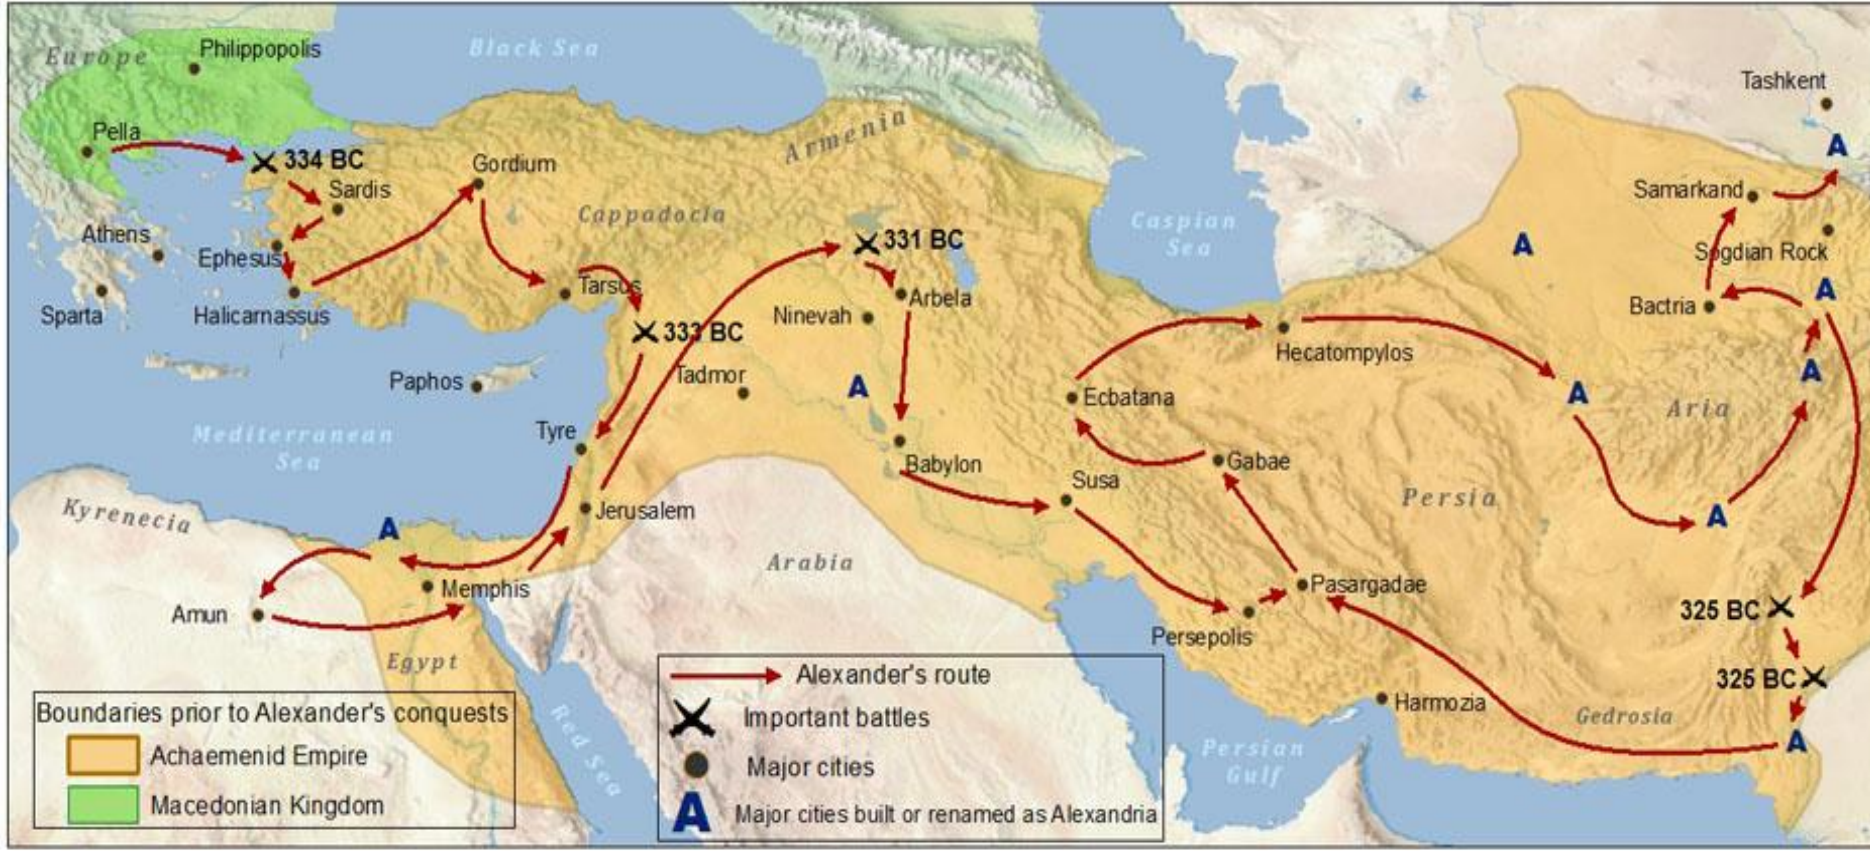 Europe
Philippopolis
Black Sea
Tashkent
A
Pella
Armenia
334 BC
Gordium
Sardis
Samarkand
Cappadocia
Caspian
Sea
Athens
331 BC
A
Sogdian Rock
Ephesus
Tarsus
Arbela
A
Sparta
Halicarnassus
Ninevah
Bactria
333 BC
Hecatompylos
Tadmor
A
Paphos
A
Ecbatana
A
Aria
Mediterranean
Sea
Tyre
Babylon
Gabae
Susa
Persia
Kyrenecia
Jerusalem
A
A
Arabia
Memphis
Pasargadae
Amun
325 BC
Persepolis
Egypt
325 BC
Harmozia
Gedrosia
A
Red Sea
Persian
Gulf
Boundaries prior to Alexander's conquests
Achaemenid Empire
Macedonian Kingdom
Alexander's route
Important battles
Major cities
A Major cities built or renamed as Alexandria